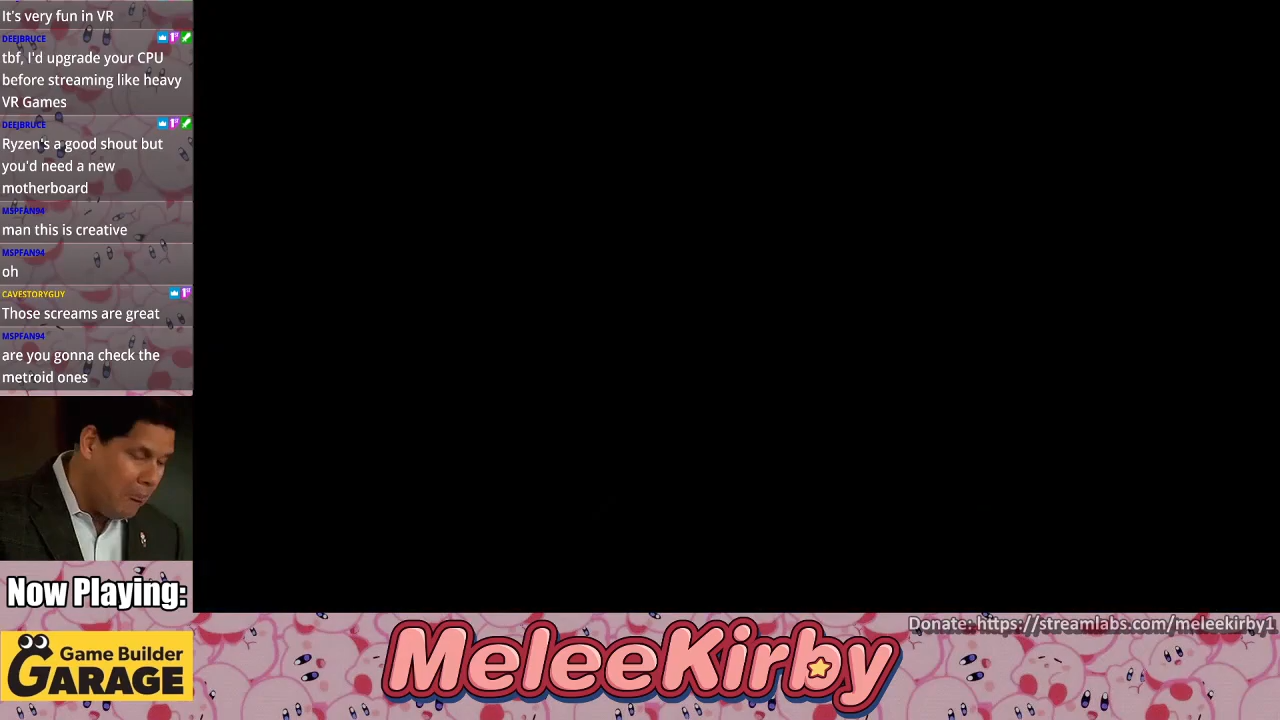 It's very fun in VR
DEEJBRUCE
tbf, I'd upgrade your CPU
before streaming like heavy
VR Games
DEEJBRUCE
Ryzen's a good shout but
you'd need a new
motherboard
MSPFAN94
man this is creative
MSPFAN94
oh
CAVESTORYGUY
Those screams are great
MSPFAN94
are you gonna check the
metroid ones
Now Playing:
Game Builder
GARAGE
MeleeKirby
Donate: https://streamlabs.com/meleekirby1